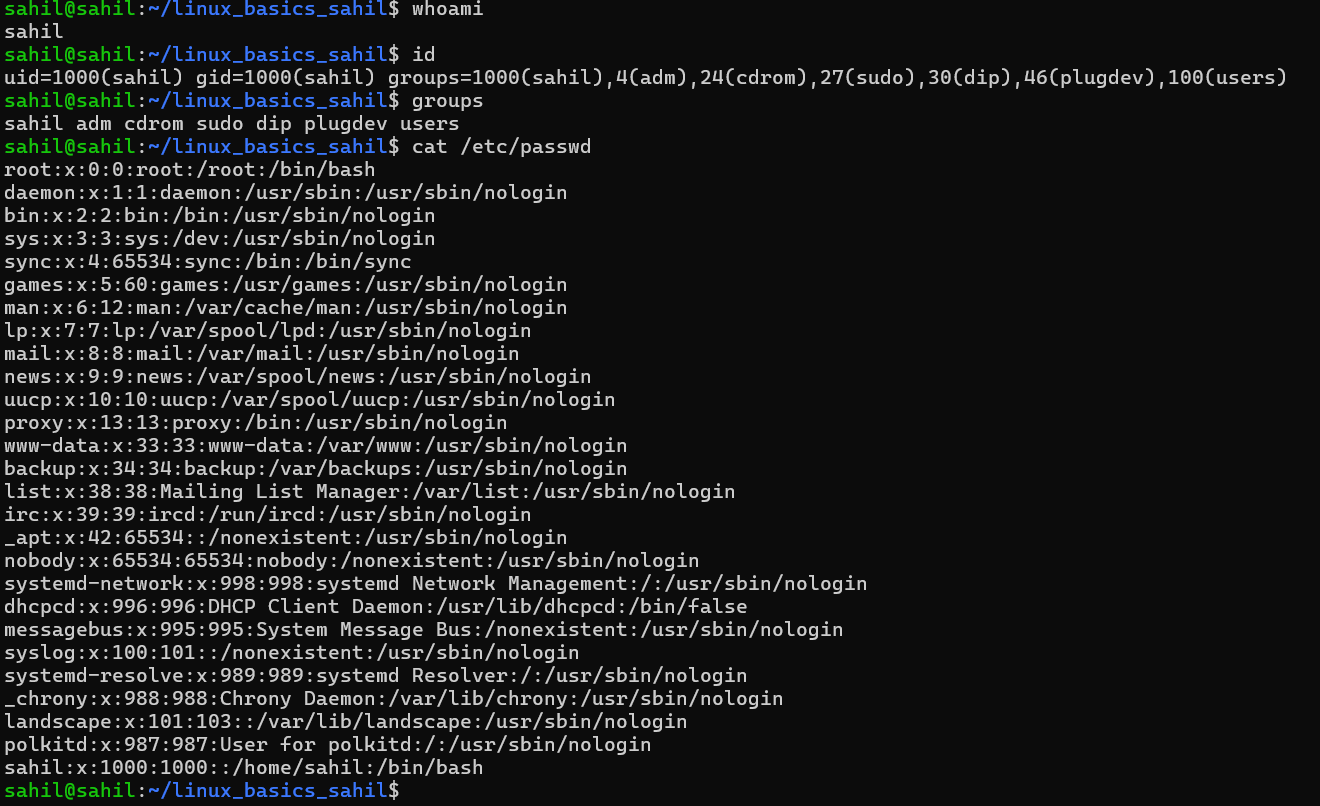 sahil@sahil:~/linux_basics_sahil$ whoami
sahil
sahil@sahil:~/linux_basics_sahil$ id
uid=1000(sahil) gid=1000(sahil) groups=1000(sahil),4(adm),24(cdrom),27(sudo),30(dip),46(plugdev),100(users)
sahil@sahil:~/linux_basics_sahil$ groups
sahil adm cdrom sudo dip plugdev users
sahil@sahil:~/linux_basics_sahil$ cat /etc/passwd
root:x:0:0:root:/root:/bin/bash
daemon:x:1:1:daemon:/usr/sbin:/usr/sbin/nologin
bin:x:2:2:bin:/bin:/usr/sbin/nologin
sys:x:3:3:sys:/dev:/usr/sbin/nologin
sync:x:4:65534:sync:/bin:/bin/sync
games:x:5:60:games:/usr/games:/usr/sbin/nologin
man:x:6:12:man:/var/cache/man:/usr/sbin/nologin
lp:x:7:7:lp:/var/spool/lpd:/usr/sbin/nologin
mail:x:8:8:mail:/var/mail:/usr/sbin/nologin
news:x:9:9:news:/var/spool/news:/usr/sbin/nologin
uucp:x:10:10:uucp:/var/spool/uucp:/usr/sbin/nologin
proxy:x:13:13:proxy:/bin:/usr/sbin/nologin
www-data:x:33:33:www-data:/var/www:/usr/sbin/nologin
backup:x:34:34:backup:/var/backups:/usr/sbin/nologin
list:x:38:38:Mailing List Manager:/var/list:/usr/sbin/nologin
irc:x:39:39:ircd:/run/ircd:/usr/sbin/nologin
_apt:x:42:65534::/nonexistent:/usr/sbin/nologin
nobody:x:65534:65534:nobody:/nonexistent:/usr/sbin/nologin
systemd-network:x:998:998:systemd Network Management:/:/usr/sbin/nologin
dhcpcd:x:996:996:DHCP Client Daemon:/usr/lib/dhcpcd:/bin/false
messagebus:x:995:995:System Message Bus:/nonexistent:/usr/sbin/nologin
syslog:x:100:101::/nonexistent:/usr/sbin/nologin
systemd-resolve:x:989:989:systemd Resolver:/:/usr/sbin/nologin
_chrony:x:988:988:Chrony Daemon:/var/lib/chrony:/usr/sbin/nologin
landscape:x:101:103::/var/lib/landscape:/usr/sbin/nologin
polkitd:x:987:987:User for polkitd:/:/usr/sbin/nologin
sahil:x:1000:1000::/home/sahil:/bin/bash
sahil@sahil:~/linux_basics_sahil$